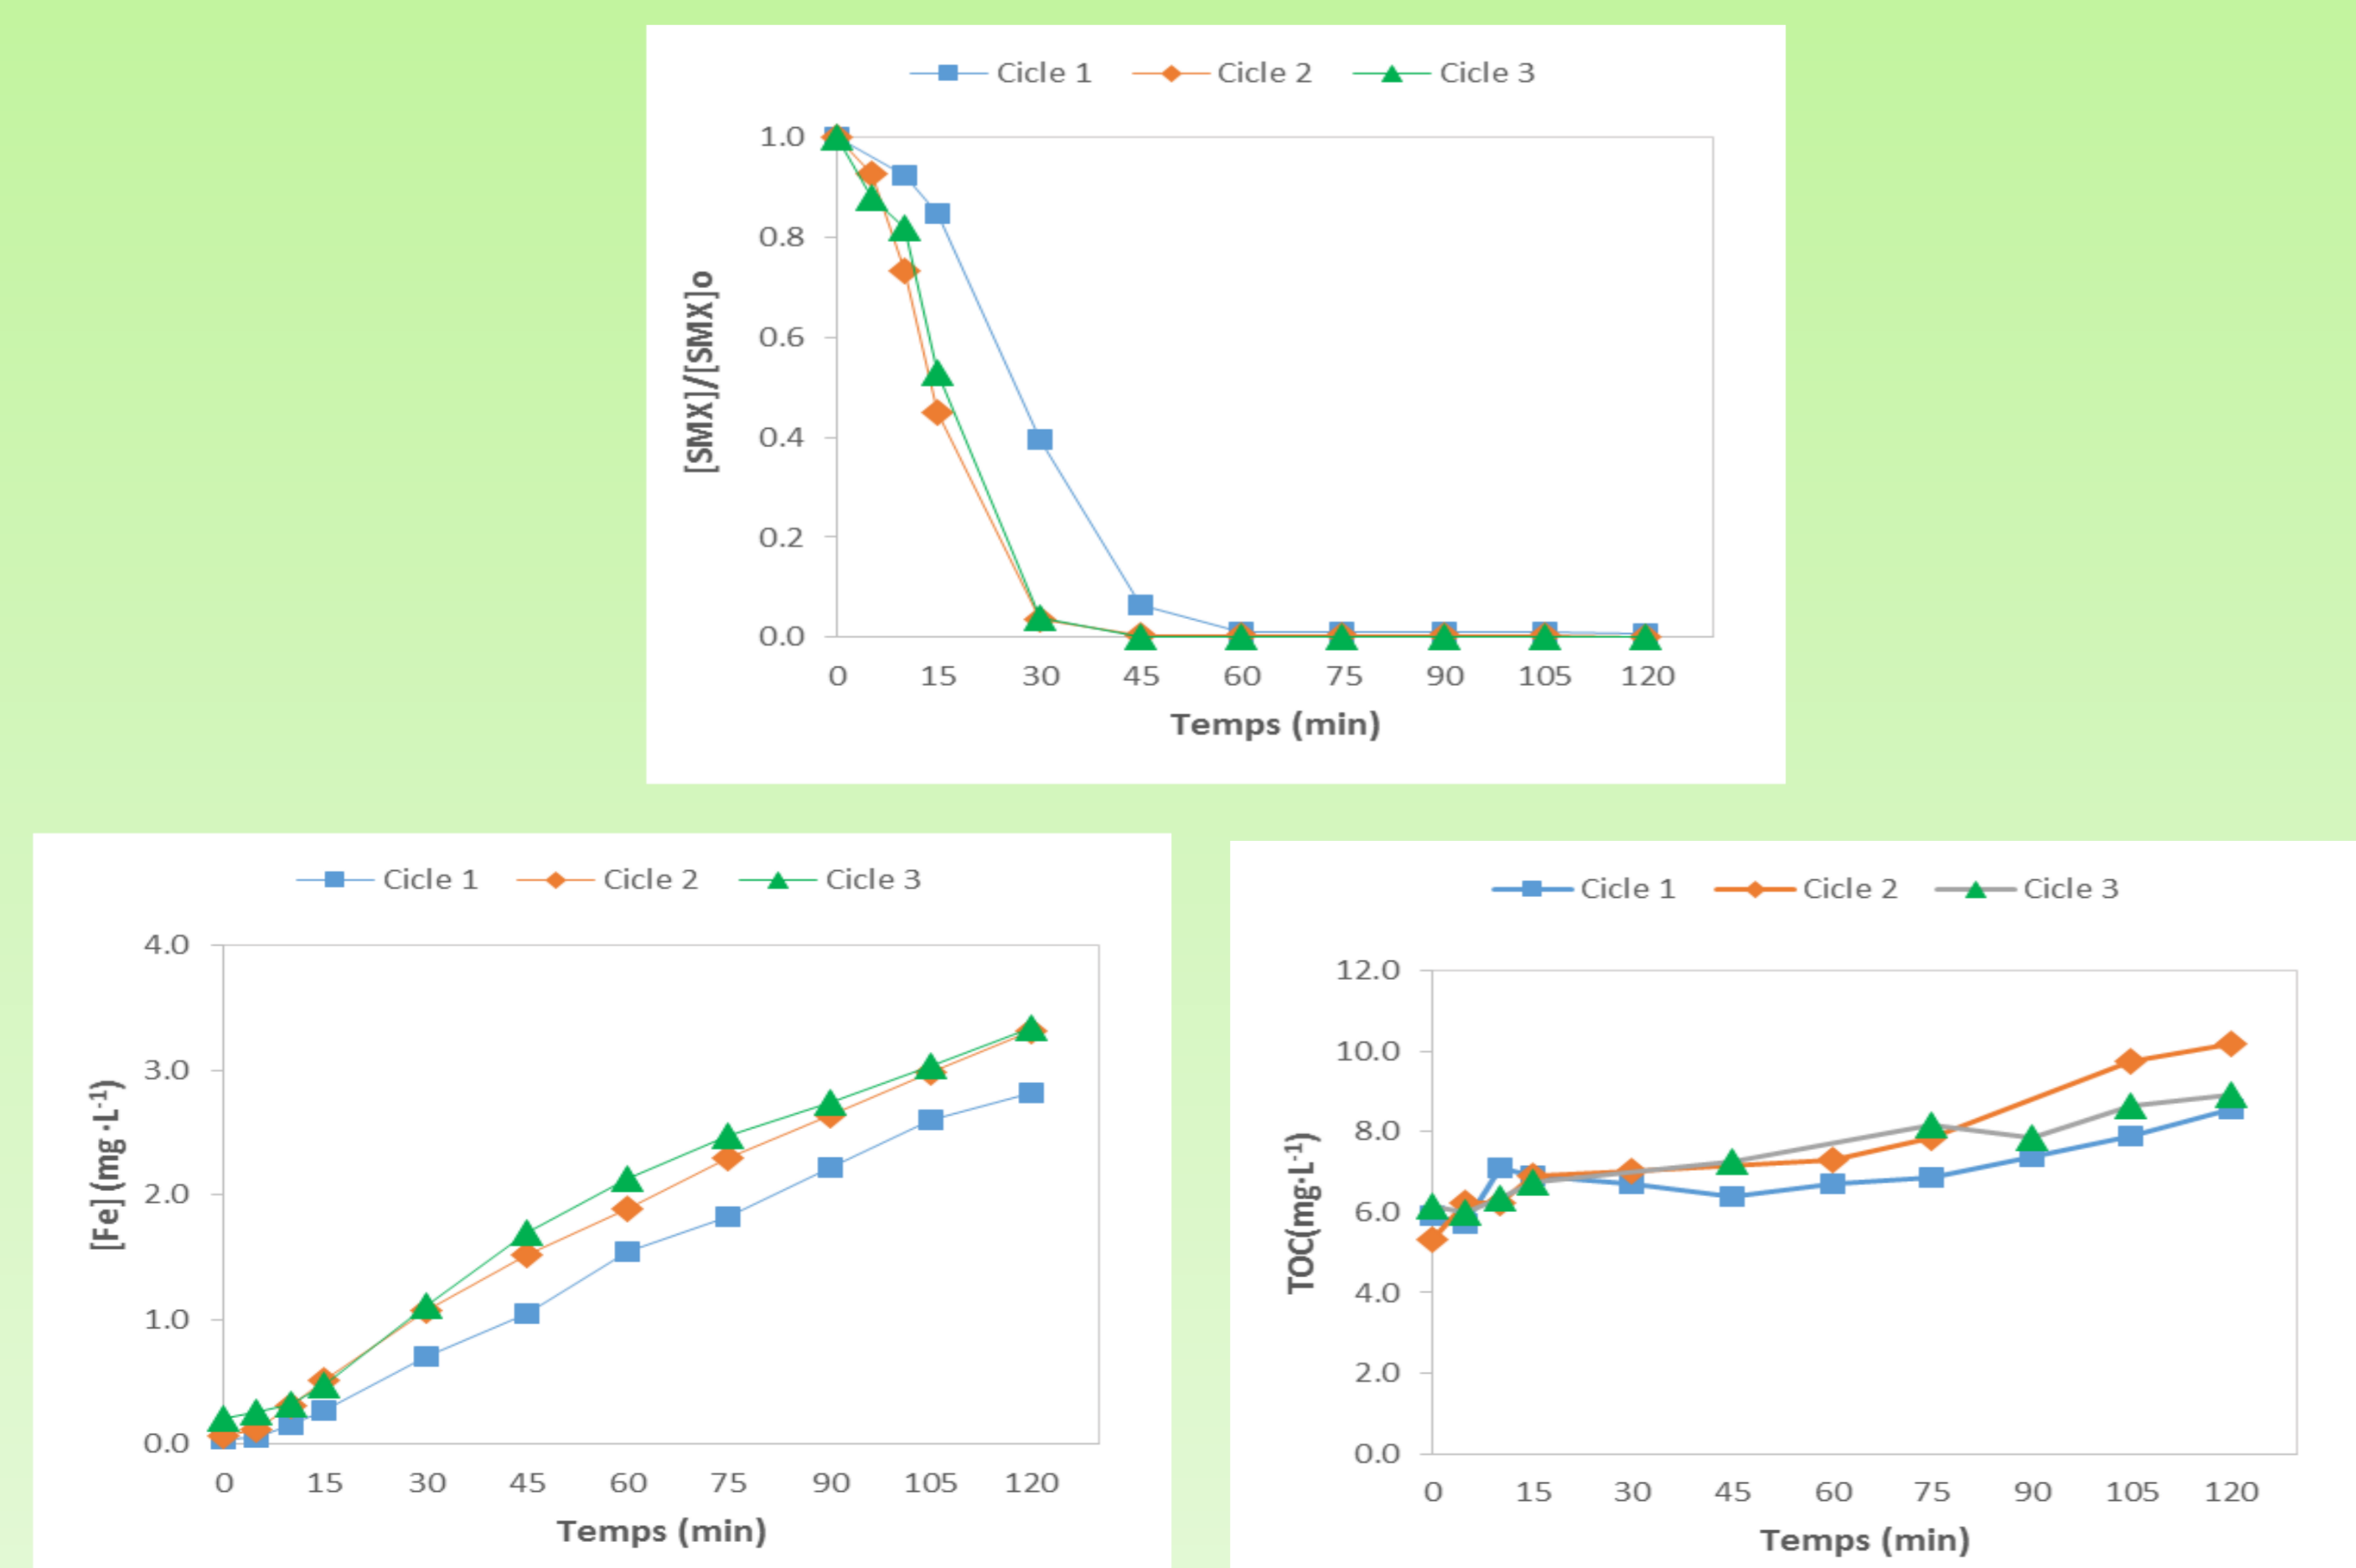 Cicle 1 Cicle 2 Cicle 3
1.0
0.8
0.6
0.4
0.2
0.0
[SMX]/[SMX]o
0 15 30 45 60 75 90 105 120
Temps (min)
Cicle 1 Cicle 2 Cicle 3
4.0
3.0
2.0
1.0
0.0
[Fe] (mg·L⁻¹)
0 15 30 45 60 75 90 105 120
Temps (min)
Cicle 1 Cicle 2 Cicle 3
12.0
10.0
8.0
6.0
4.0
2.0
0.0
TOC(mg·L⁻¹)
0 15 30 45 60 75 90 105 120
Temps (min)